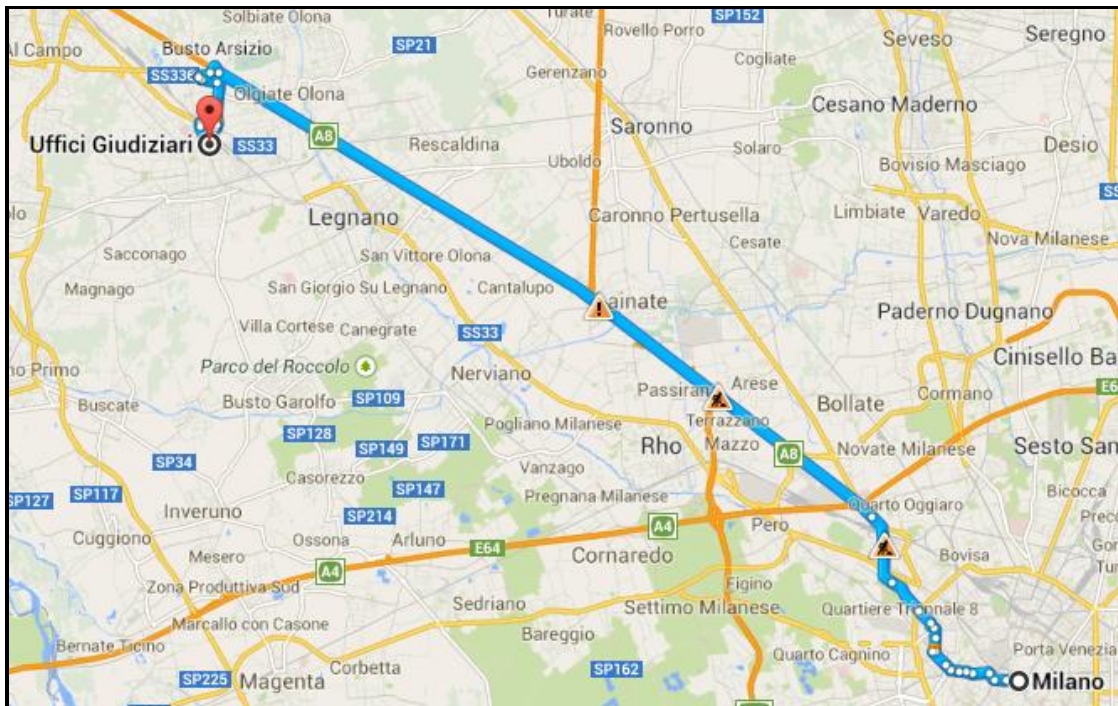 Solbiate Olona
Turate
SP152
Seveso
Seregno
Al Campo
Busto Arsizio
SP21
Rovello Porro
Cogliate
Gerenzano
SS336
Olgiate Olona
Cesano Maderno
Saronno
Desio
Uffici Giudiziari
SS33
A8
Rescaldina
Solaro
Uboldo
Bovisio Masciago
Legnano
Caronno Pertusella
Limbiate
Varedo
Cesate
Nova Milanese
Sacconago
San Vittore Olona
Magnago
San Giorgio Su Legnano
Cantalupo
ainate
Paderno Dugnano
Villa Cortese
Canegrate
SS33
Cinisello Ba
Parco del Roccolo
Nerviano
Passiran
Arese
Cormano
E6
no Primo
Buscate
Busto Garolfo
SP109
Bollate
Terrazzano
Pogliano Milanese
SP128
SP171
SP149
Rho
Mazzo
A8
Novate Milanese
Sesto San
SP34
Vanzago
Casorezzo
SP147
SP127
SP117
Pregnana Milanese
Quarto Oggiaro
Bicocca
Inveruno
SP214
Cuggiono
Ossona
Arluno
E64
A4
Pero
Mesero
Cornaredo
Bovisa
A4
Zona Produttiva Sud
Figino
Sedriano
Settimo Milanese
Quartiere Triennale 8
Marcallo con Casone
Bareggio
Bernate Ticino
Porta Venezia
Quarto Cagnino
Corbetta
SP162
SP225
Magenta
Milano